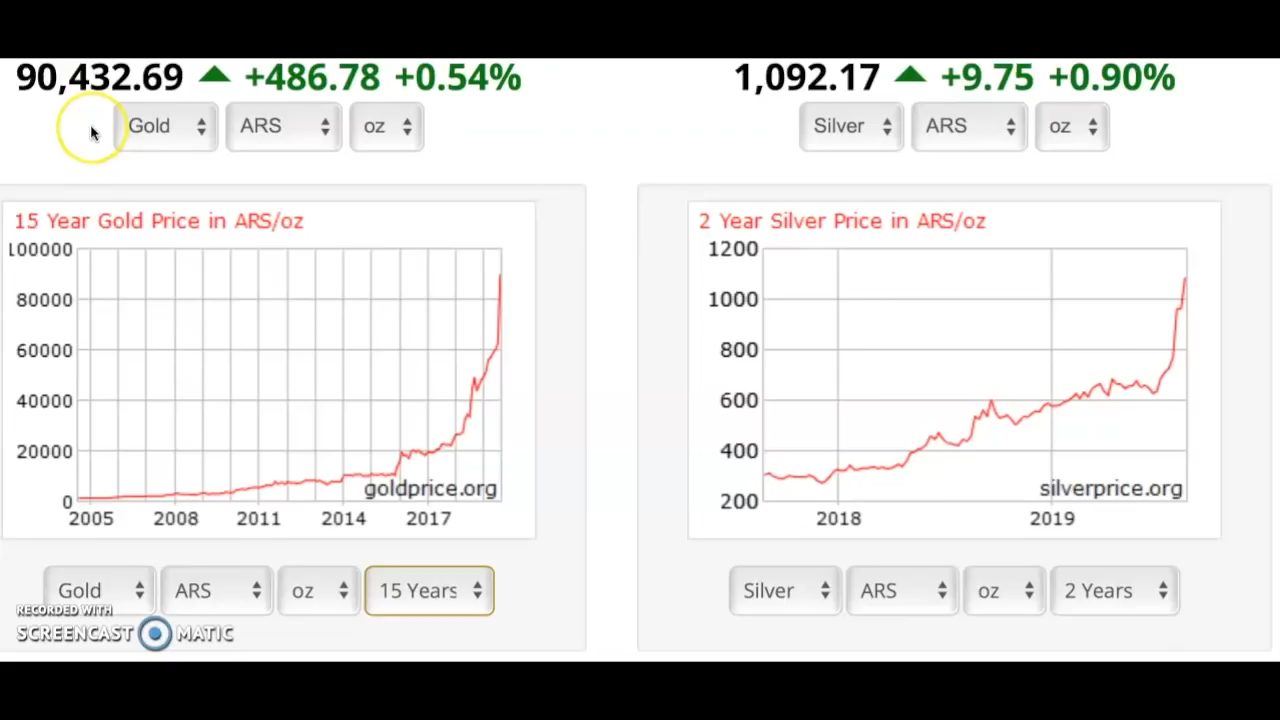 90,432.69 ▲ +486.78 +0.54%
Gold ARS oz
15 Year Gold Price in ARS/oz
100000
80000
60000
40000
20000
0
2005 2008 2011 2014 2017
goldprice.org
Gold ARS oz 15 Years
RECORDED WITH
SCREENCAST MATIC
1,092.17 ▲ +9.75 +0.90%
Silver ARS oz
2 Year Silver Price in ARS/oz
1200
1000
800
600
400
200
2018 2019
silverprice.org
Silver ARS oz 2 Years